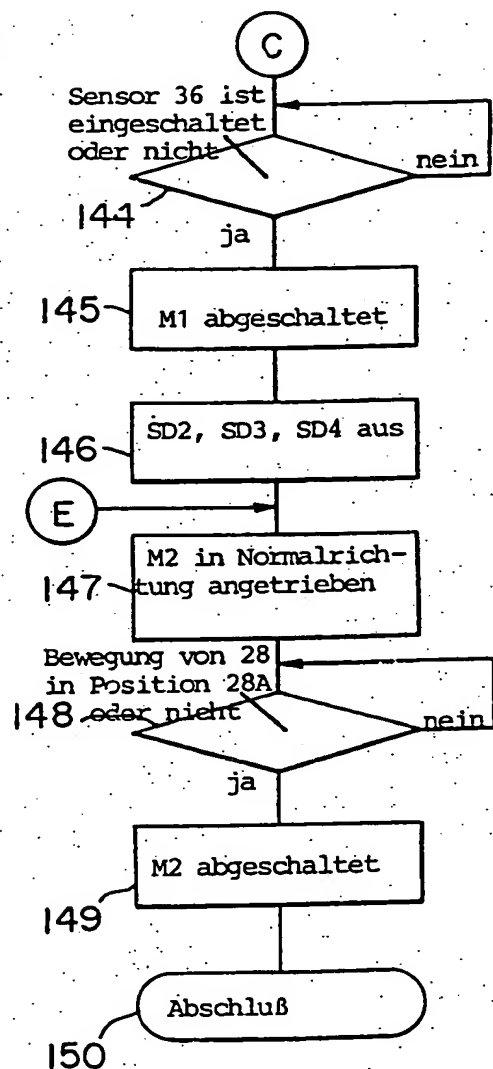 C
Sensor 36 ist
eingeschaltet
oder nicht
nein
144
ja
145
M1 abgeschaltet
146
SD2, SD3, SD4 aus
E
147
M2 in Normalrich-
tung angetrieben
Bewegung von 28
in Position 28A
148 oder nicht
nein
ja
M2 abgeschaltet
149
Abschluß
150